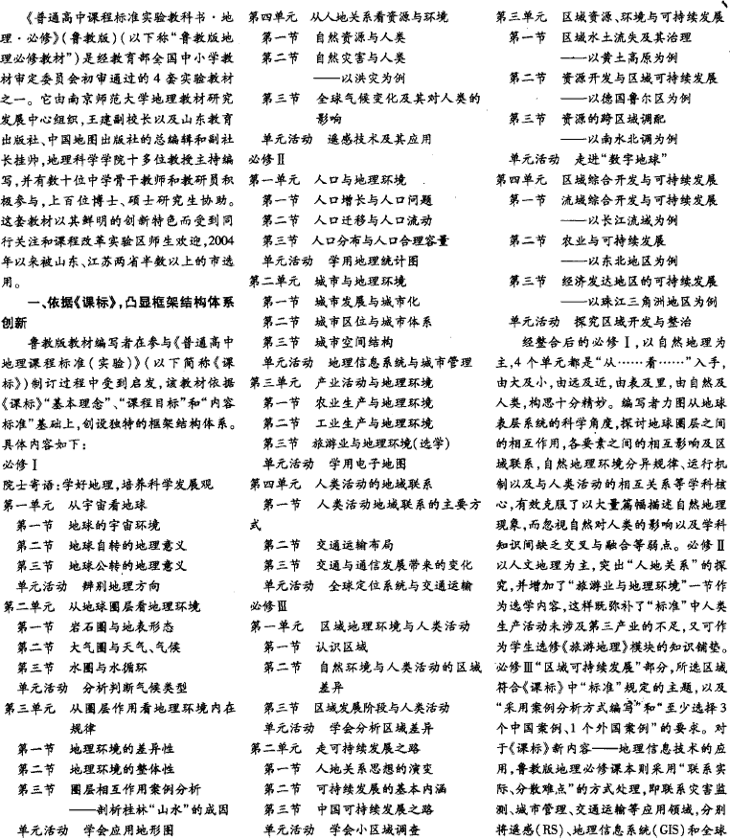 《普通高中课程标准实验教科书·地
理·必修》(鲁教版)(以下称“鲁教版地
理必修教材”)是经教育部全国中小学教
材审定委员会初审通过的4套实验教材
之一。它由南京师范大学地理教材研究
发展中心组织,王建副校长以及山东教育
出版社、中国地图出版社的总编辑和副社
长挂帅,地理科学学院十多位教授主持编
写,并有数十位中学骨干教师和教研员积
极参与,上百位博士、硕士研究生协助。
这套教材以其鲜明的创新特色而受到同
行关注和课程改革实验区师生欢迎,2004
年以来被山东、江苏两省半数以上的市选
用。
一、依据《课标》,凸显框架结构体系
创新
鲁教版教材编写者在参与《普通高中
地理课程标准(实验)》(以下简称《课
标》)制订过程中受到启发,该教材依据
《课标》“基本理念”、“课程目标”和“内容
标准”基础上,创设独特的框架结构体系。
具体内容如下:
必修Ⅰ
院士寄语:学好地理,培养科学发展观
第一单元 从宇宙看地球
第一节 地球的宇宙环境
第二节 地球自转的地理意义
第三节 地球公转的地理意义
单元活动 辨别地理方向
第二单元 从地球圈层看地理环境
第一节 岩石圈与地表形态
第二节 大气圈与天气、气候
第三节 水圈与水循环
单元活动 分析判断气候类型
第三单元 从圈层作用看地理环境内在
规律
第一节 地理环境的差异性
第二节 地理环境的整体性
第三节 圈层相互作用案例分析
——剖析桂林“山水”的成因
单元活动 学会应用地形图
第四单元 从人地关系看资源与环境
第一节 自然资源与人类
第二节 自然灾害与人类
——以洪灾为例
第三节 全球气候变化及其对人类的
影响
单元活动 遥感技术及其应用
必修Ⅱ
第一单元 人口与地理环境
第一节 人口增长与人口问题
第二节 人口迁移与人口流动
第三节 人口分布与人口合理容量
单元活动 学用地理统计图
第二单元 城市与地理环境
第一节 城市发展与城市化
第二节 城市区位与城市体系
第三节 城市空间结构
单元活动 地理信息系统与城市管理
第三单元 产业活动与地理环境
第一节 农业生产与地理环境
第二节 工业生产与地理环境
第三节 旅游业与地理环境(选学)
单元活动 学用电子地图
第四单元 人类活动的地域联系
第一节 人类活动地域联系的主要方
式
第二节 交通运输布局
第三节 交通与通信发展带来的变化
单元活动 全球定位系统与交通运输
必修Ⅲ
第一单元 区域地理环境与人类活动
第一节 认识区域
第二节 自然环境与人类活动的区域
差异
第三节 区域发展阶段与人类活动
单元活动 学会分析区域差异
第二单元 走可持续发展之路
第一节 人地关系思想的演变
第二节 可持续发展的基本内涵
第三节 中国可持续发展之路
单元活动 学会小区域调查
第三单元 区域资源、环境与可持续发展
第一节 区域水土流失及其治理
——以黄土高原为例
第二节 资源开发与区域可持续发展
——以德国鲁尔区为例
第三节 资源的跨区域调配
——以南水北调为例
单元活动 走进“数字地球”
第四单元 区域综合开发与可持续发展
第一节 流域综合开发与可持续发展
——以长江流域为例
第二节 农业与可持续发展
——以东北地区为例
第三节 经济发达地区的可持续发展
——以珠江三角洲地区为例
单元活动 探究区域开发与整治
经整合后的必修Ⅰ,以自然地理为
主,4个单元都是“从……看……”入手,
由大及小,由远及近,由表及里,由自然及
人类,构思十分精妙。编写者力图从地球
表层系统的科学角度,探讨地球圈层之间
的相互作用,各要素之间的相互影响及区
域联系,自然地理环境分异规律、运行机
制以及与人类活动的相互关系等学科核
心,有效克服了以大量篇幅描述自然地理
现象,而忽视自然对人类的影响以及学科
知识间缺乏交叉与融合等弱点。必修Ⅱ
以人文地理为主,突出“人地关系”的探
究,并增加了“旅游业与地理环境”一节作
为选学内容,这样既弥补了“标准”中人类
生产活动未涉及第三产业的不足,又可作
为学生选修《旅游地理》模块的知识铺垫。
必修Ⅲ“区域可持续发展”部分,所选区域
符合《课标》中“标准”规定的主题,以及
“采用案例分析方式编写”和“至少选择3
个中国案例、1个外国案例”的要求。对
于《课标》新内容——地理信息技术的应
用,鲁教版地理必修课本则采用“联系实
际、分散难点”的方式处理,即联系灾害监
测、城市管理、交通运输等应用领域,分别
将遥感(RS)、地理信息系统(GIS)和全球